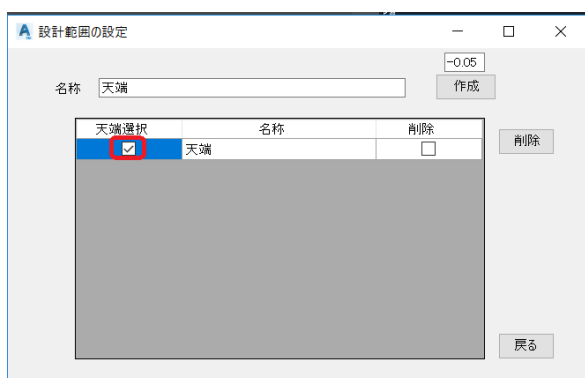 設計範囲の設定
-0.05
名称 天端 作成
天端選択 名称 削除
天端
削除
戻る